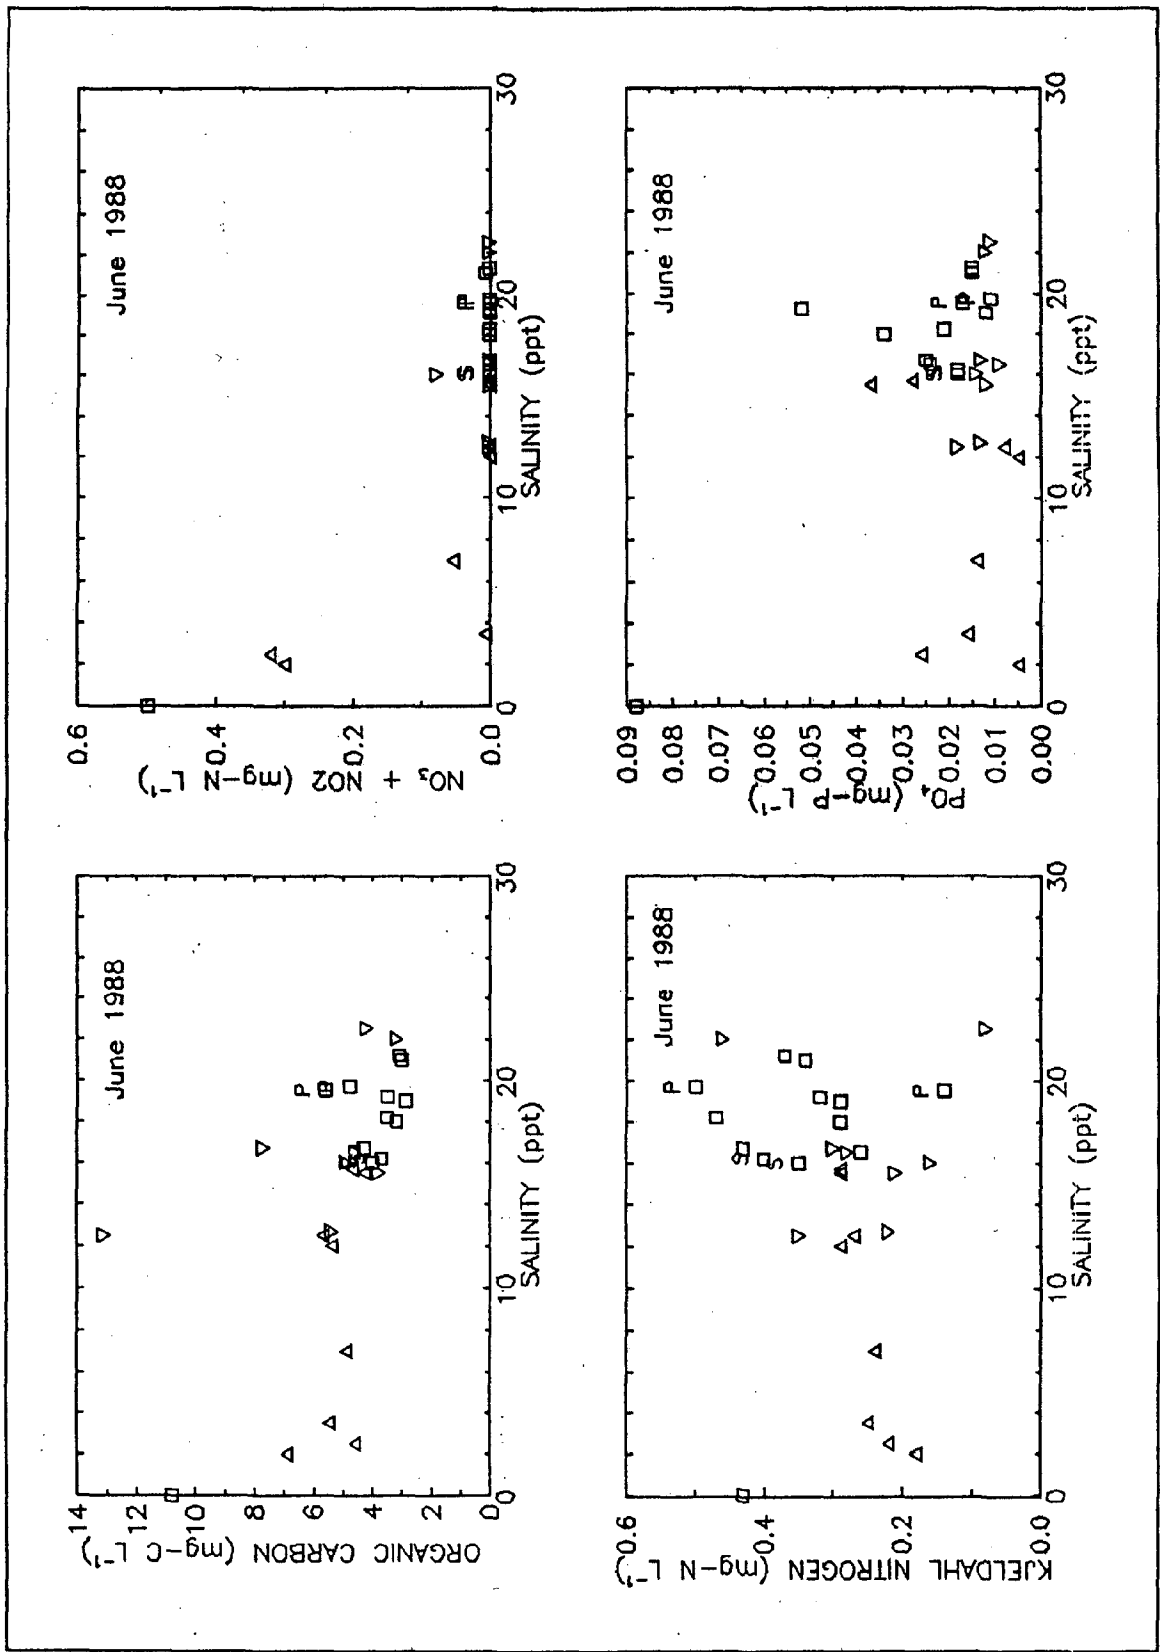 June 1988
14
12
10
8
6
4
2
0
ORGANIC CARBON (mg-C L⁻¹)
0
10
20
30
SALINITY (ppt)
P
P
June 1988
0.6
0.4
0.2
0.0
NO₃ + NO2 (mg-N L⁻¹)
0
10
20
30
SALINITY (ppt)
S
P
June 1988
0.6
0.4
0.2
0.0
KJELDAHL NITROGEN (mg-N L⁻¹)
0
10
20
30
SALINITY (ppt)
S
S
P
P
June 1988
0.09
0.08
0.07
0.06
0.05
0.04
0.03
0.02
0.01
0.00
PO₄ (mg-P L⁻¹)
0
10
20
30
SALINITY (ppt)
S
P
P